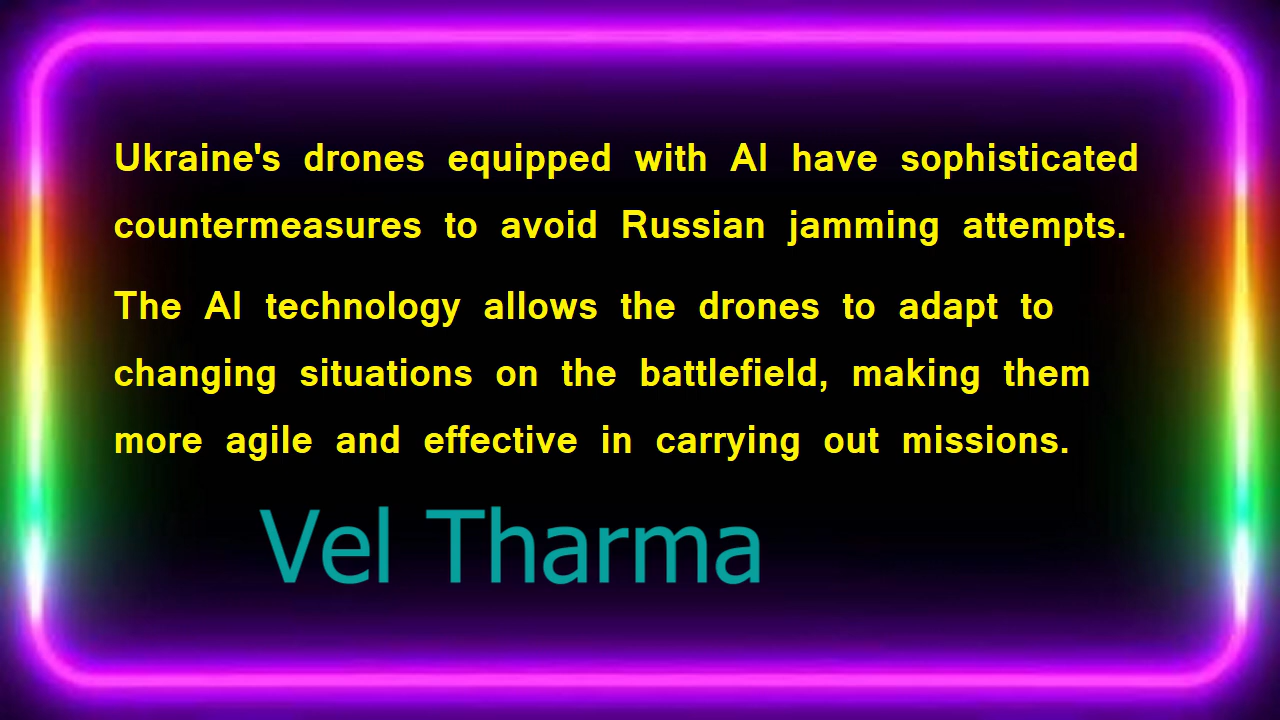 Ukraine's drones equipped with AI have sophisticated
countermeasures to avoid Russian jamming attempts.
The AI technology allows the drones to adapt to
changing situations on the battlefield, making them
more agile and effective in carrying out missions.
Vel Tharma